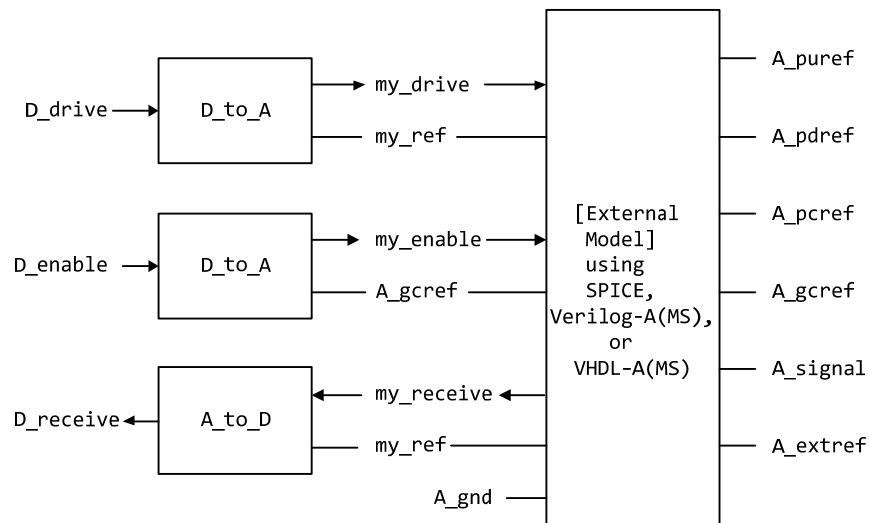 D_drive
D_to_A
my_drive
my_ref
D_enable
D_to_A
my_enable
A_gcref
D_receive
A_to_D
my_receive
my_ref
A_gnd
[External
Model]
using
SPICE,
Verilog-A(MS),
or
VHDL-A(MS)
A_puref
A_pdref
A_pcref
A_gcref
A_signal
A_extref